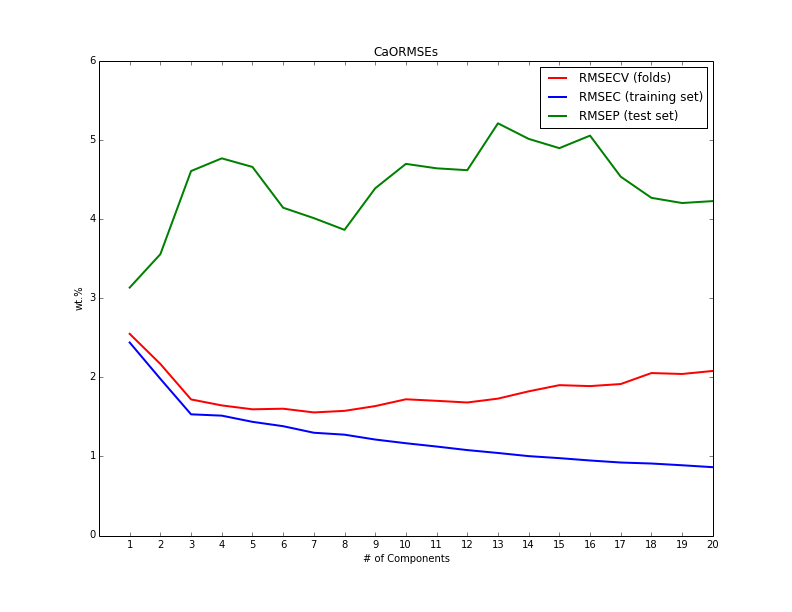 CaORMSEs
RMSECV (folds)
RMSEC (training set)
RMSEP (test set)
6
5
4
3
2
1
0
wt.%
1 2 3 4 5 6 7 8 9 10 11 12 13 14 15 16 17 18 19 20
# of Components